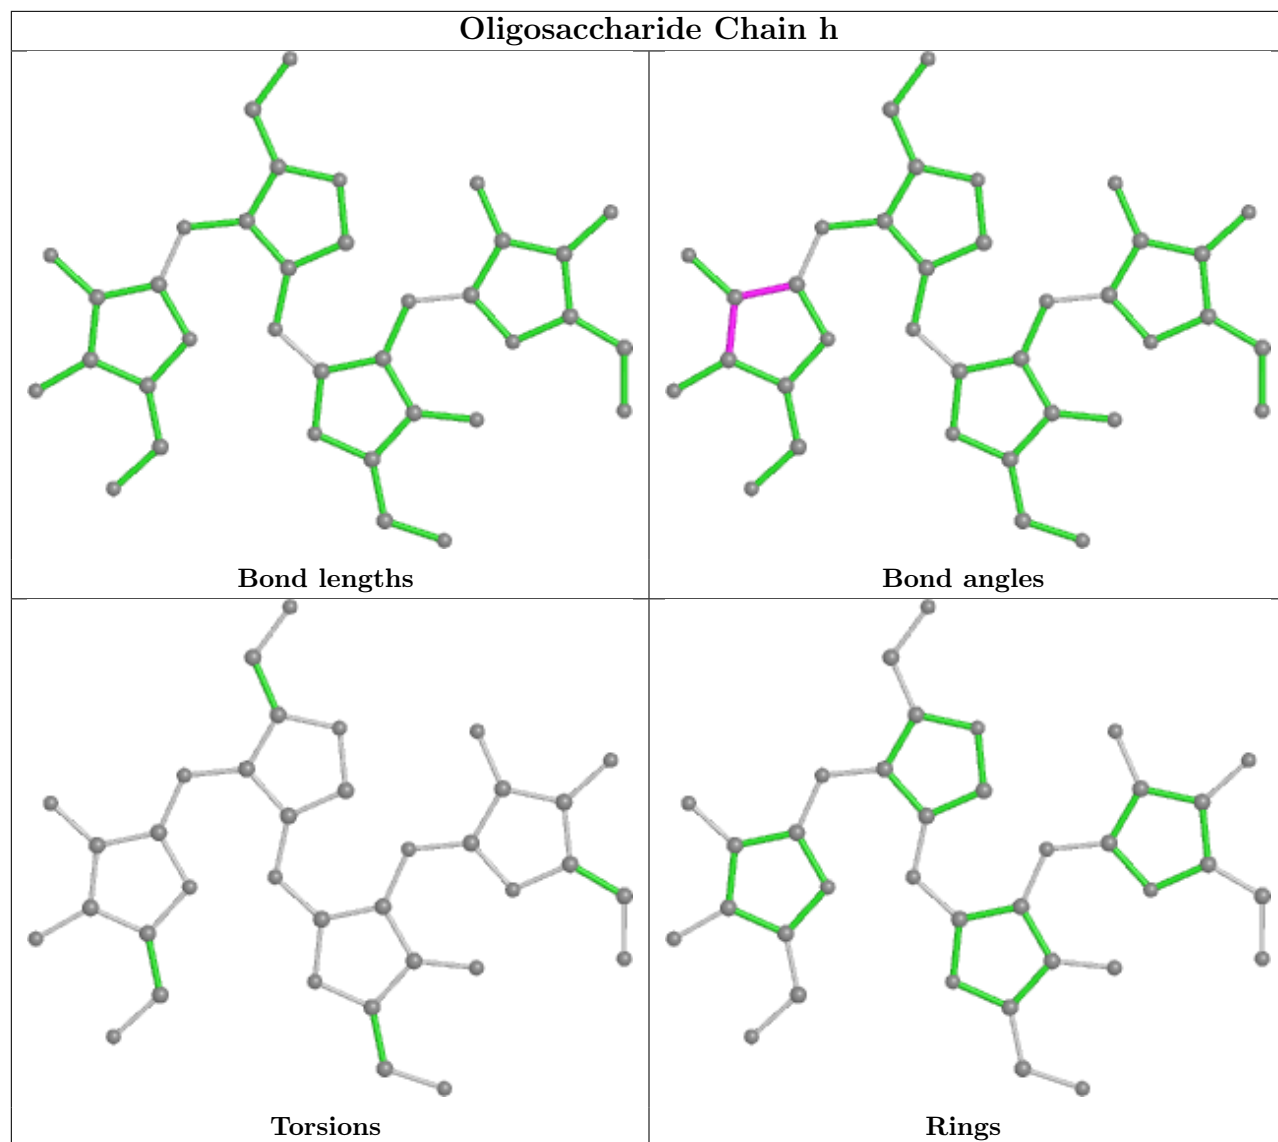 Oligosaccharide Chain h
Bond lengths
Bond angles
Torsions
Rings